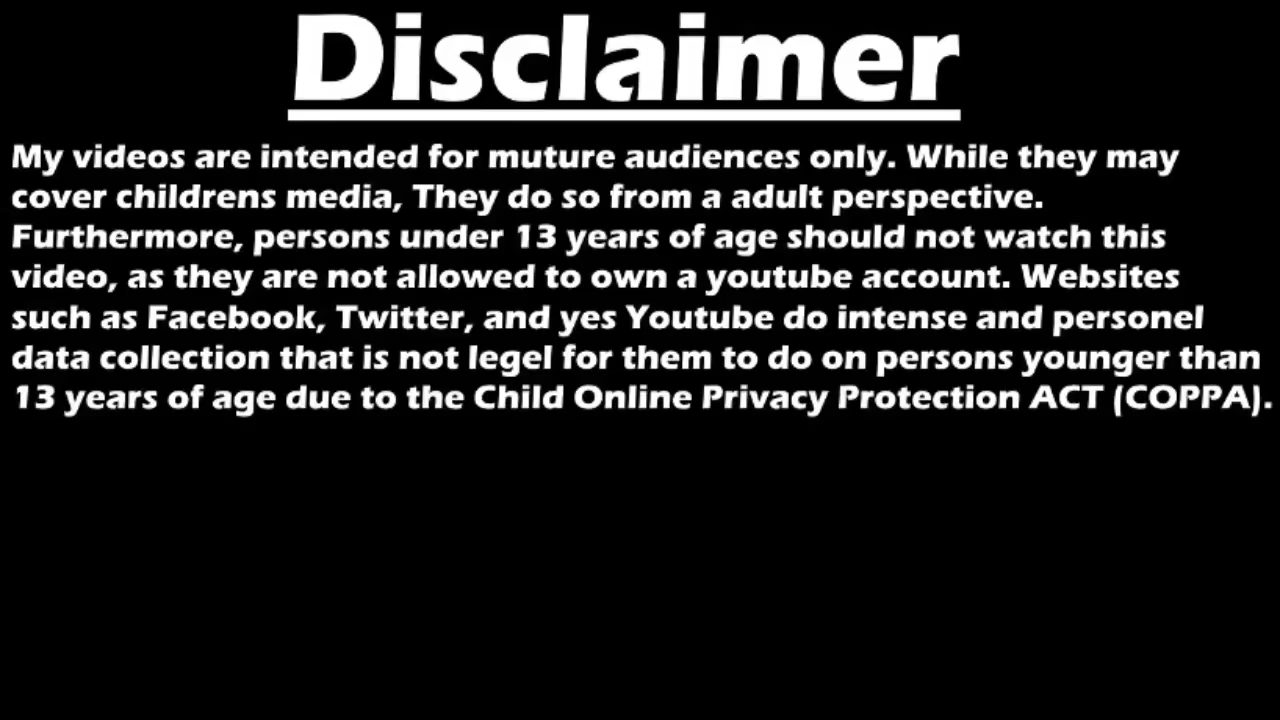 Disclaimer
My videos are intended for muture audiences only. While they may
cover childrens media, They do so from a adult perspective.
Furthermore, persons under 13 years of age should not watch this
video, as they are not allowed to own a youtube account. Websites
such as Facebook, Twitter, and yes Youtube do intense and personel
data collection that is not legel for them to do on persons younger than
13 years of age due to the Child Online Privacy Protection ACT (COPPA).